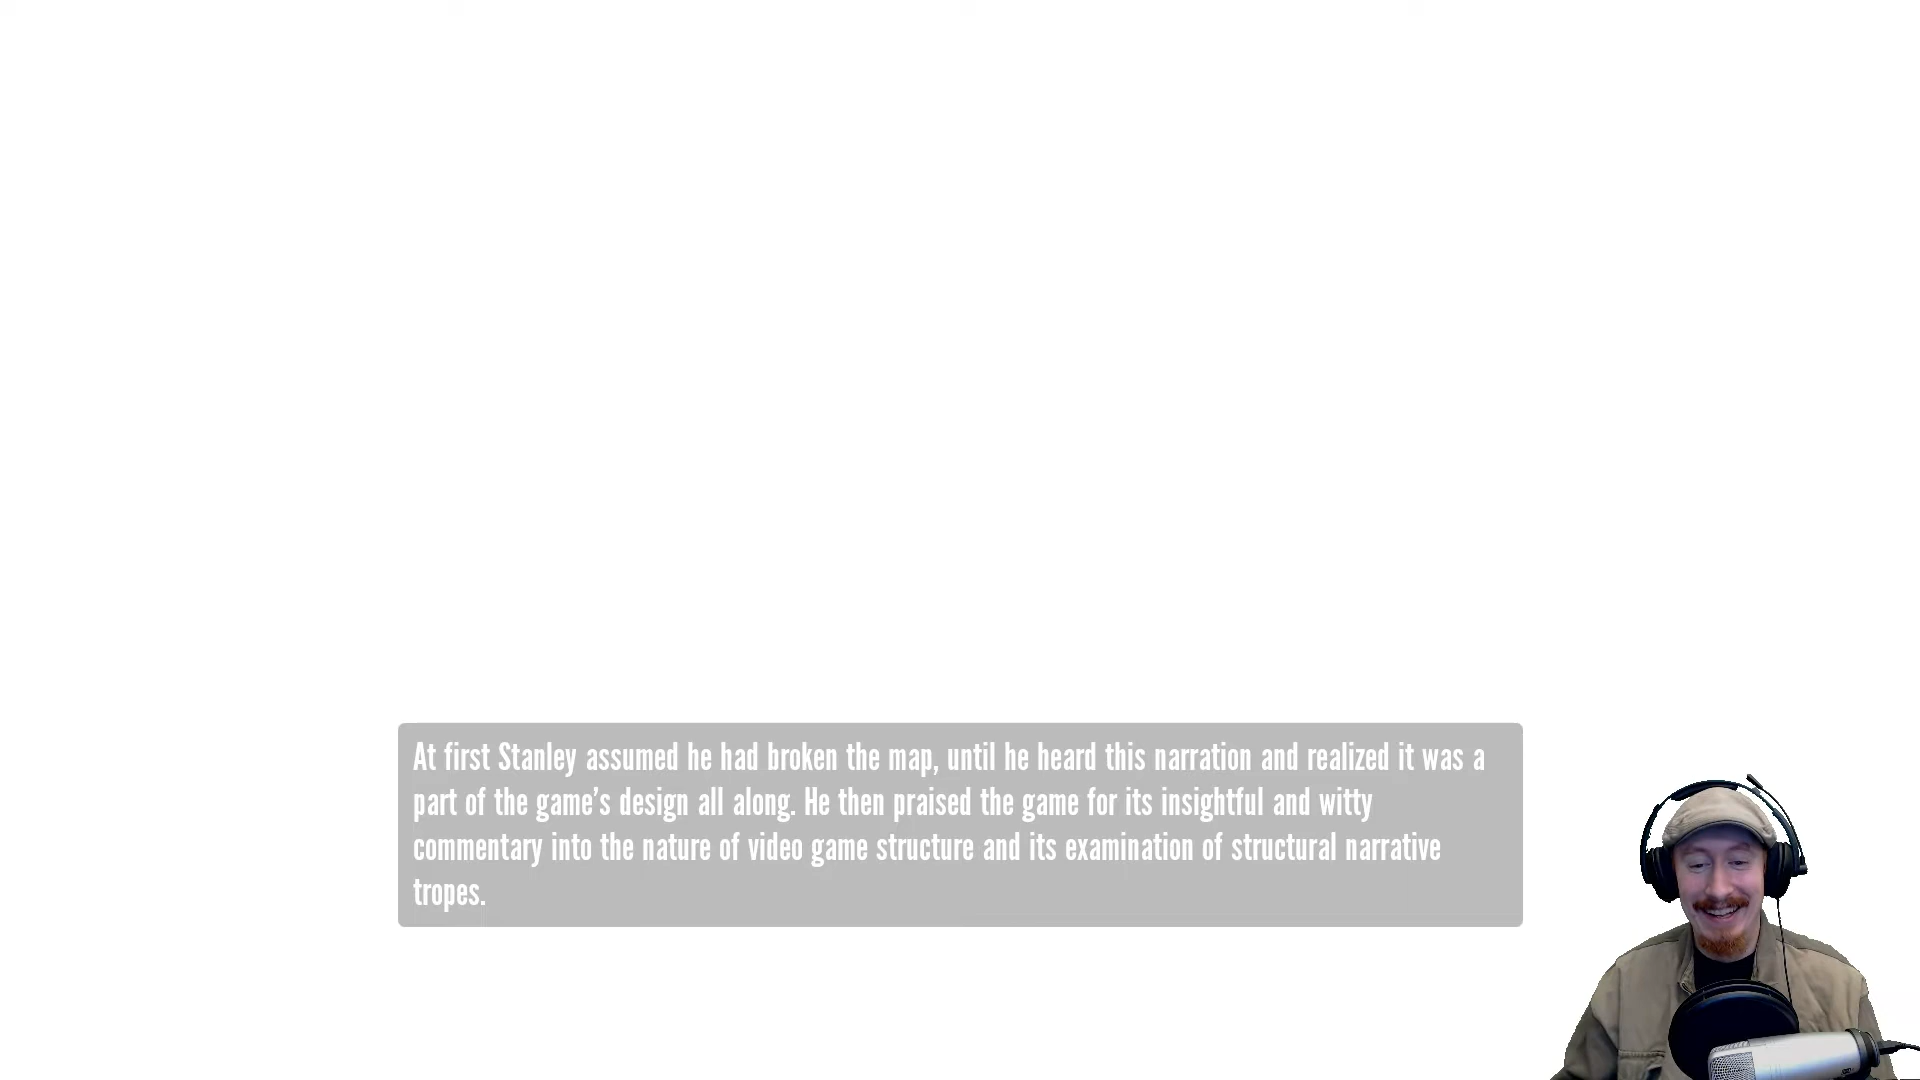 At first Stanley assumed he had broken the map, until he heard this narration and realized it was a
part of the game’s design all along. He then praised the game for its insightful and witty
commentary into the nature of video game structure and its examination of structural narrative
tropes.